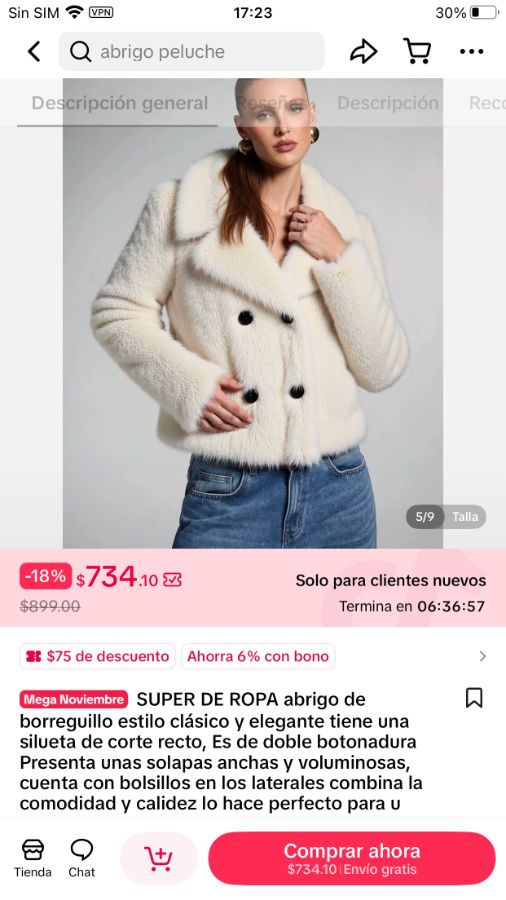 Sin SIM VPN 17:23 30%
abrigo peluche
Descripción general Reseñas Descripción Reco
5/9 Talla
-18% $734.10 Solo para clientes nuevos
$899.00 Termina en 06:36:57
$75 de descuento Ahorra 6% con bono
Mega Noviembre SUPER DE ROPA abrigo de
borreguillo estilo clásico y elegante tiene una
silueta de corte recto, Es de doble botonadura
Presenta unas solapas anchas y voluminosas,
cuenta con bolsillos en los laterales combina la
comodidad y calidez lo hace perfecto para u
Comprar ahora
Tienda Chat $734.10 | Envío gratis